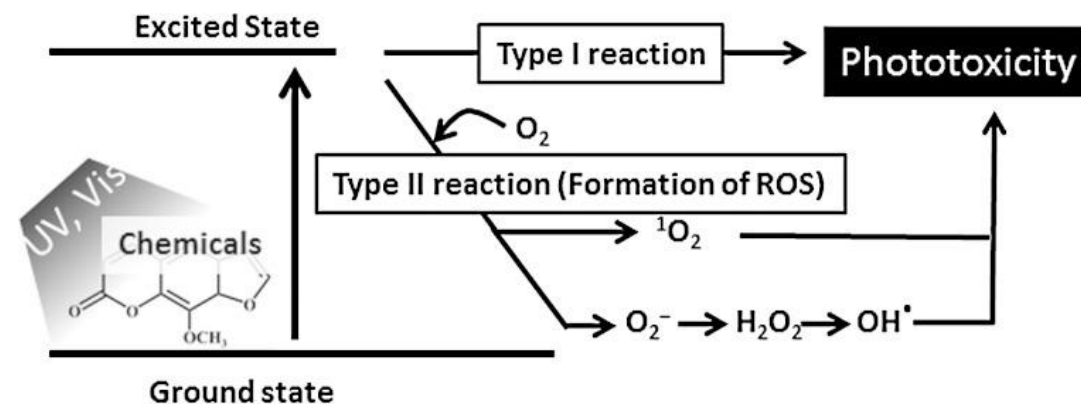 Excited State
Type I reaction
Phototoxicity
O₂
UV, Vis
Type II reaction (Formation of ROS)
Chemicals
¹O₂
O
O
O
OCH₃
O₂⁻
H₂O₂
OH•
Ground state